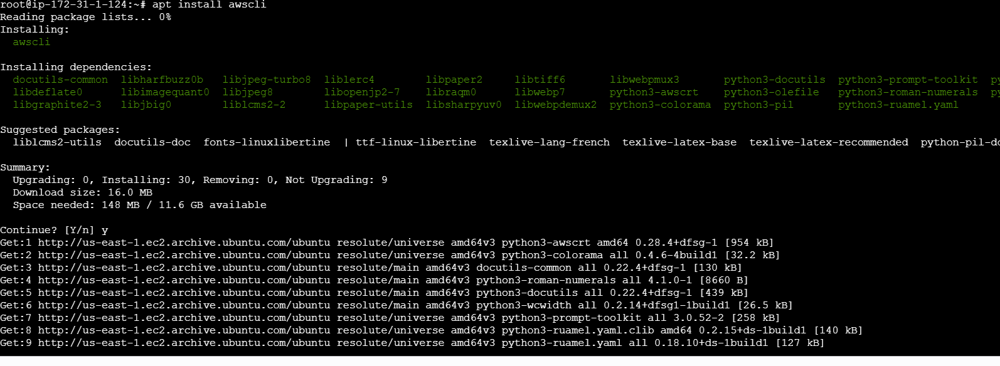 root@ip-172-31-1-124:~# apt install awscli
Reading package lists... 0%
Installing:
  awscli

Installing dependencies:
  docutils-common  libharfbuzz0b   libjpeg-turbo8  liblerc4       libpaper2     libtiff6       libwebpmux3       python3-docutils  python3-prompt-toolkit  py
  libdeflate0      libimagequant0  libjpeg8        libopenjp2-7   libraqm0      libwebp7       python3-awscrt    python3-olefile   python3-roman-numerals  py
  libgraphite2-3   libjbig0        liblcms2-2      libpaper-utils  libsharpyuv0  libwebpdemux2  python3-colorama  python3-pil       python3-ruamel.yaml

Suggested packages:
  liblcms2-utils  docutils-doc  fonts-linuxlibertine  | ttf-linux-libertine  texlive-lang-french  texlive-latex-base  texlive-latex-recommended  python-pil-do

Summary:
  Upgrading: 0, Installing: 30, Removing: 0, Not Upgrading: 9
  Download size: 16.0 MB
  Space needed: 148 MB / 11.6 GB available

Continue? [Y/n] y
Get:1 http://us-east-1.ec2.archive.ubuntu.com/ubuntu resolute/universe amd64v3 python3-awscrt amd64 0.28.4+dfsg-1 [954 kB]
Get:2 http://us-east-1.ec2.archive.ubuntu.com/ubuntu resolute/universe amd64v3 python3-colorama all 0.4.6-4build1 [32.2 kB]
Get:3 http://us-east-1.ec2.archive.ubuntu.com/ubuntu resolute/main amd64v3 docutils-common all 0.22.4+dfsg-1 [130 kB]
Get:4 http://us-east-1.ec2.archive.ubuntu.com/ubuntu resolute/main amd64v3 python3-roman-numerals all 4.1.0-1 [8660 B]
Get:5 http://us-east-1.ec2.archive.ubuntu.com/ubuntu resolute/main amd64v3 python3-docutils all 0.22.4+dfsg-1 [439 kB]
Get:6 http://us-east-1.ec2.archive.ubuntu.com/ubuntu resolute/main amd64v3 python3-wcwidth all 0.2.14+dfsg1-1build1 [26.5 kB]
Get:7 http://us-east-1.ec2.archive.ubuntu.com/ubuntu resolute/universe amd64v3 python3-prompt-toolkit all 3.0.52-2 [258 kB]
Get:8 http://us-east-1.ec2.archive.ubuntu.com/ubuntu resolute/universe amd64v3 python3-ruamel.yaml.clib amd64 0.2.15+ds-1build1 [140 kB]
Get:9 http://us-east-1.ec2.archive.ubuntu.com/ubuntu resolute/universe amd64v3 python3-ruamel.yaml all 0.18.10+ds-1build1 [127 kB]